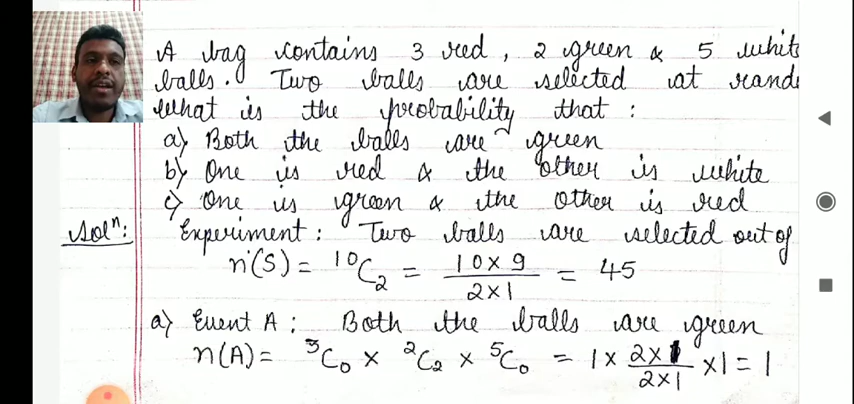 A bag contains 3 red, 2 green & 5 white
balls. Two balls are selected at rand
what is the probability that :
a) Both the balls are green
b) One is red & the other is white
c) One is green & the other is red
Solⁿ: Experiment : Two balls are selected out of
n(S) = ¹⁰C₂ = 10 × 9 / 2 × 1 = 45
a) Event A : Both the balls are green
n(A) = ³C₀ × ²C₂ × ⁵C₀ = 1 × 2 × 1 / 2 × 1 × 1 = 1